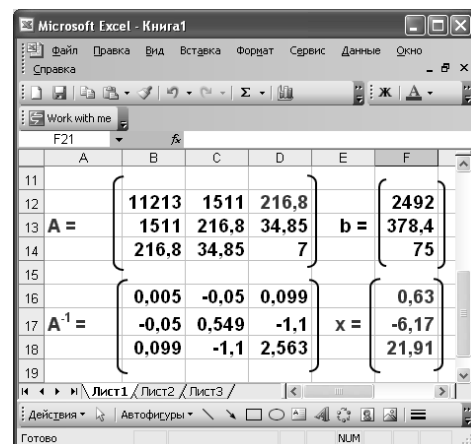 Microsoft Excel - Книга1
Файл Правка Вид Вставка Формат Сервис Данные Окно
Справка
Ж А
Work with me
F21 fx
A B C D E F
11
12 11213 1511 216,8 2492
13 A = 1511 216,8 34,85 b = 378,4
14 216,8 34,85 7 75
15
16 0,005 -0,05 0,099 0,63
17 A⁻¹ = -0,05 0,549 -1,1 x = -6,17
18 0,099 -1,1 2,563 21,91
19
Лист1 Лист2 Лист3
Действия Автофигуры
Готово NUM